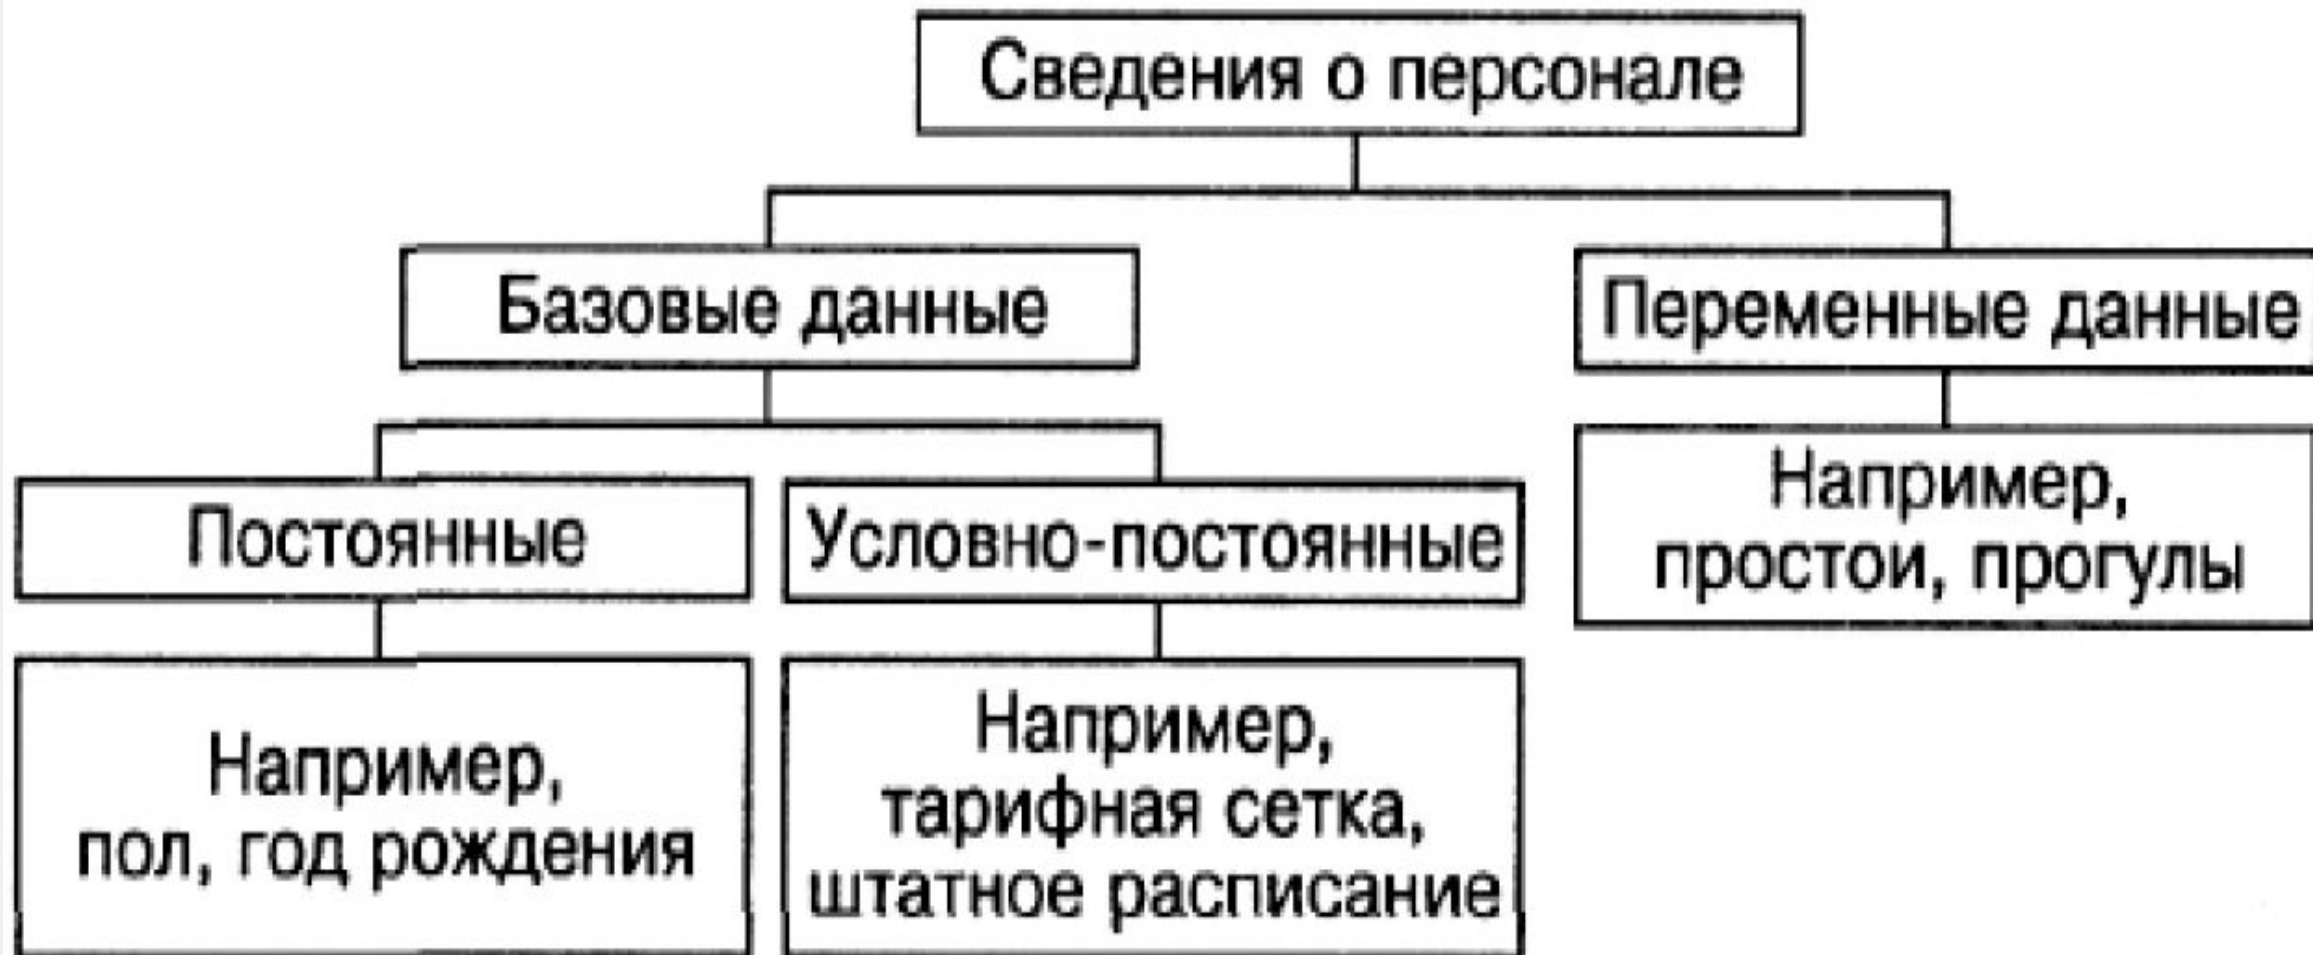 Сведения о персонале
Базовые данные
Переменные данные
Постоянные
Условно-постоянные
Например,
простои, прогулы
Например,
пол, год рождения
Например,
тарифная сетка,
штатное расписание